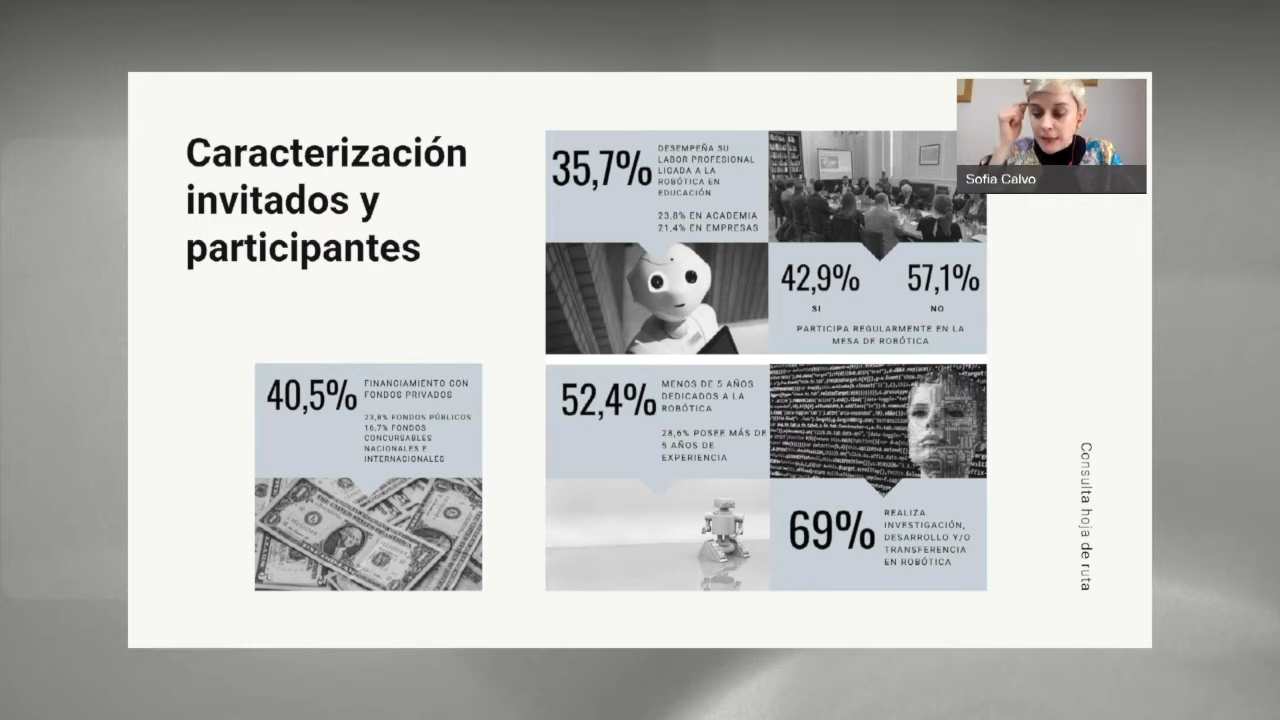 Caracterización
invitados y
participantes
35,7%
DESEMPEÑA SU
LABOR PROFESIONAL
LIGADA A LA
ROBÓTICA EN
EDUCACIÓN
23,8% EN ACADEMIA
21,4% EN EMPRESAS
Sofia Calvo
42,9%
57,1%
SI
NO
PARTICIPA REGULARMENTE EN LA
MESA DE ROBÓTICA
40,5%
FINANCIAMIENTO CON
FONDOS PRIVADOS
23,8% FONDOS PÚBLICOS
16,7% FONDOS
CONCURSABLES
NACIONALES E
INTERNACIONALES
52,4%
MENOS DE 5 AÑOS
DEDICADOS A LA
ROBÓTICA
28,6% POSEE MÁS DE
5 AÑOS DE
EXPERIENCIA
69%
REALIZA
INVESTIGACIÓN,
DESARROLLO Y/O
TRANSFERENCIA
EN ROBÓTICA
Consulta hoja de ruta